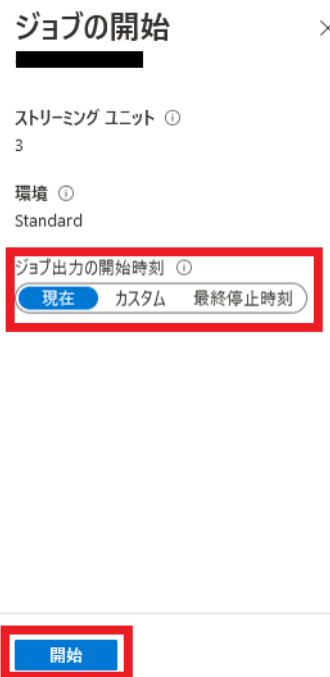 ジョブの開始
ストリーミング ユニット
3
環境
Standard
ジョブ出力の開始時刻
現在 カスタム 最終停止時刻
開始